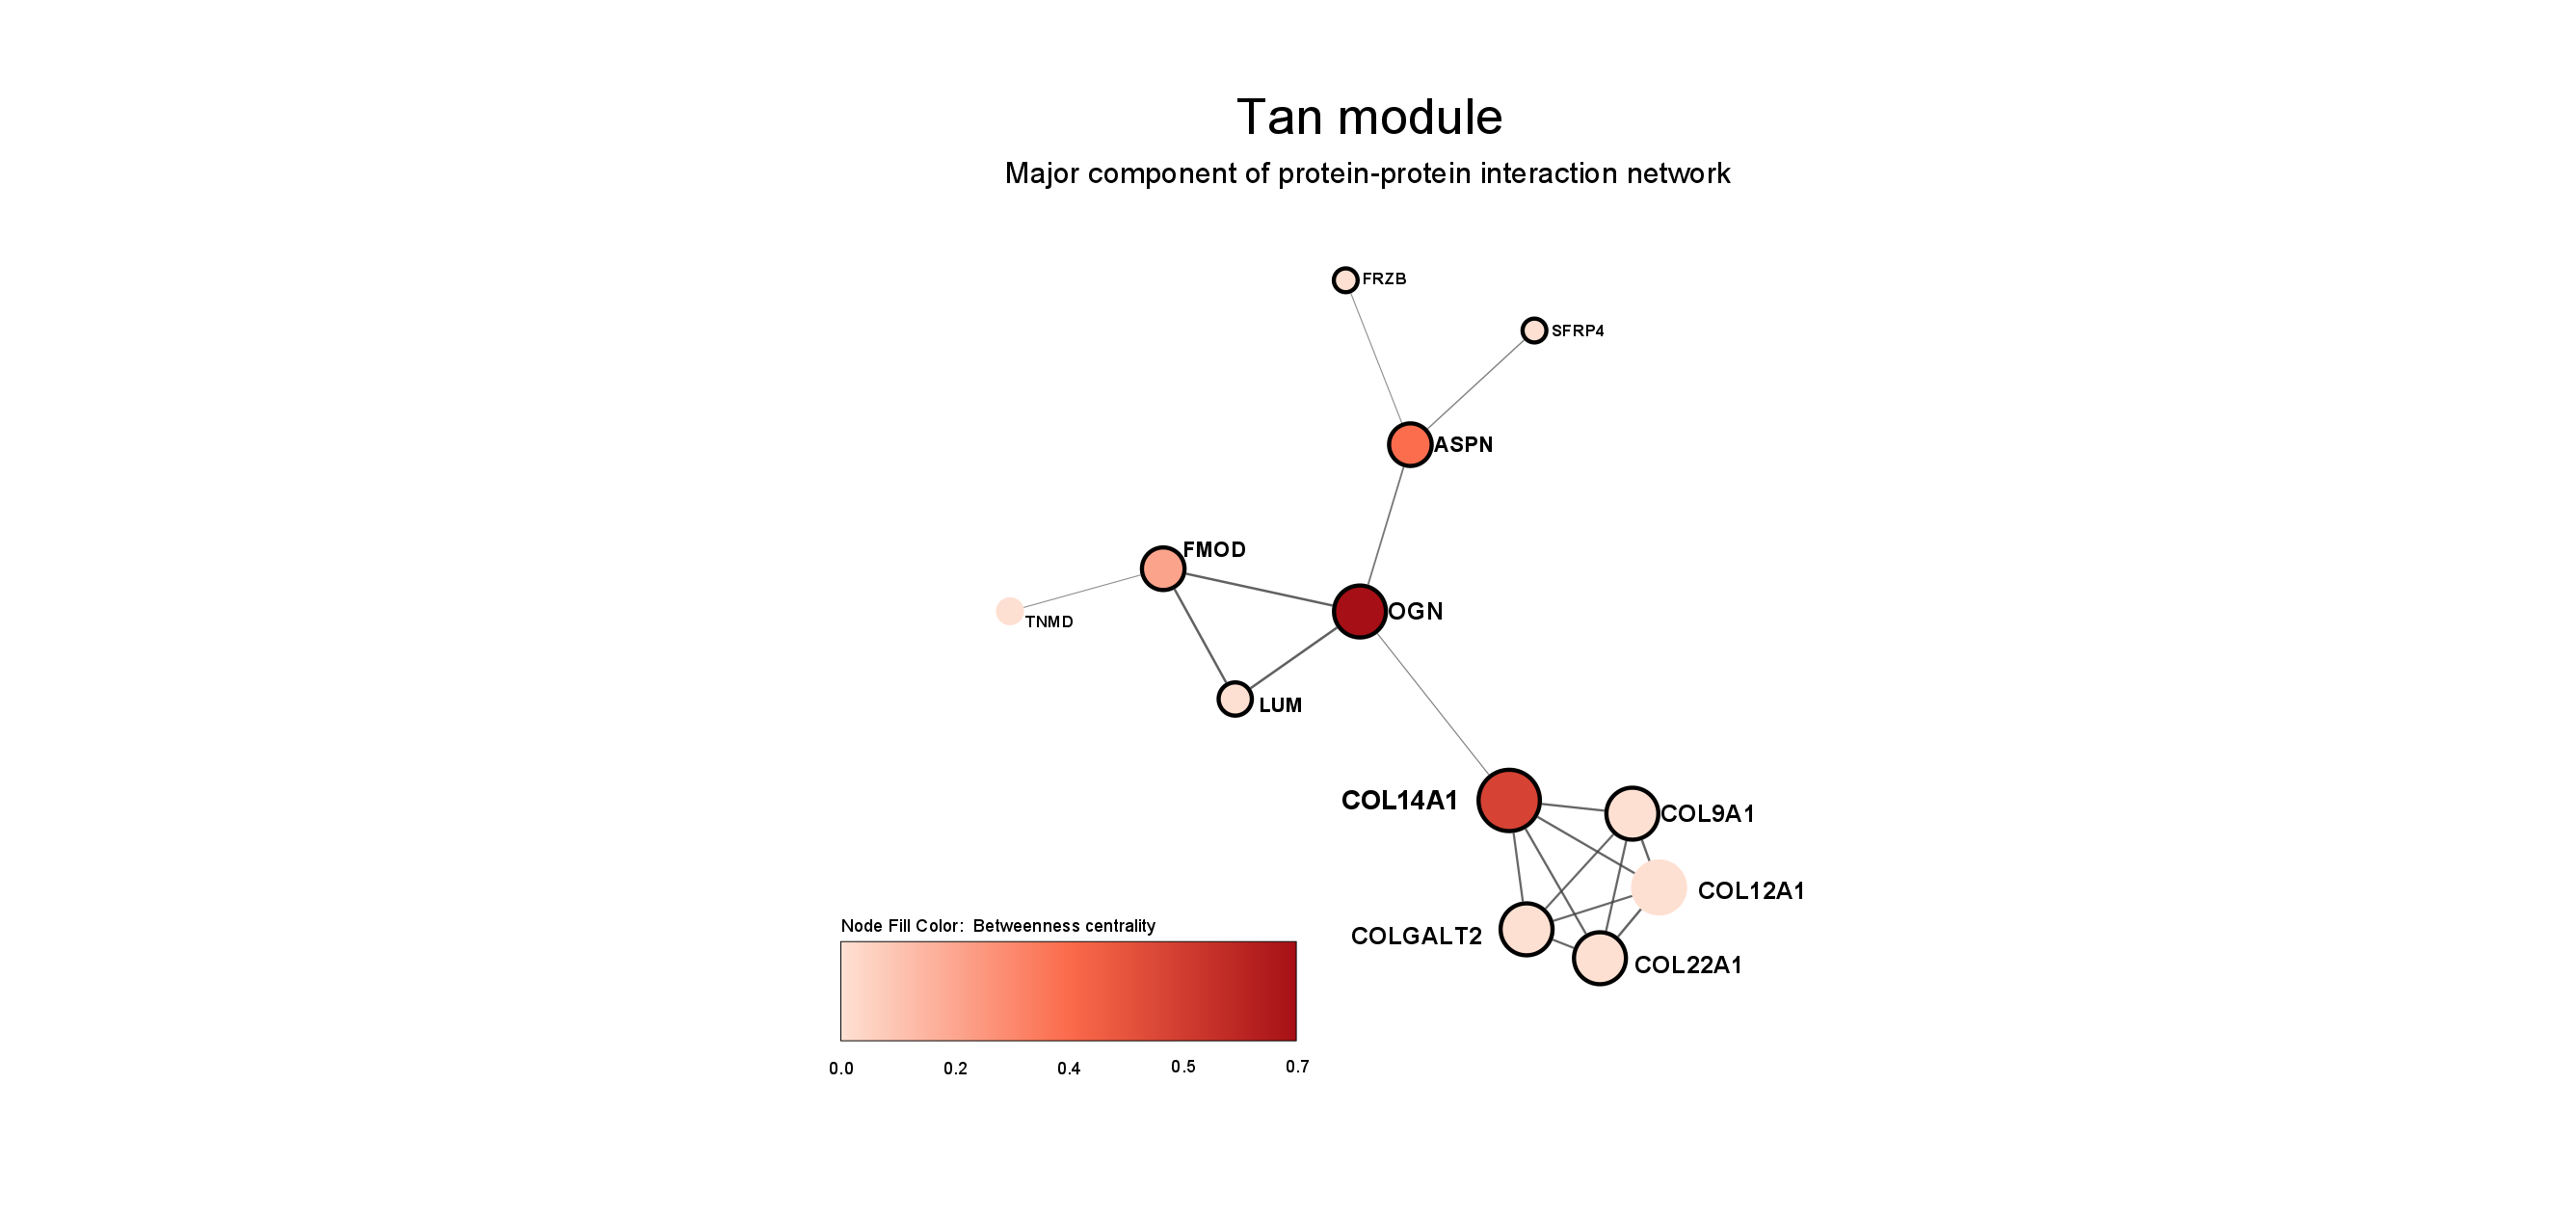 Tan module
Major component of protein-protein interaction network
FRZB
SFRP4
ASPN
FMOD
OGN
TNMD
LUM
COL14A1
COL9A1
COL12A1
COLGALT2
COL22A1
Node Fill Color: Betweenness centrality
0.0 0.2 0.4 0.5 0.7